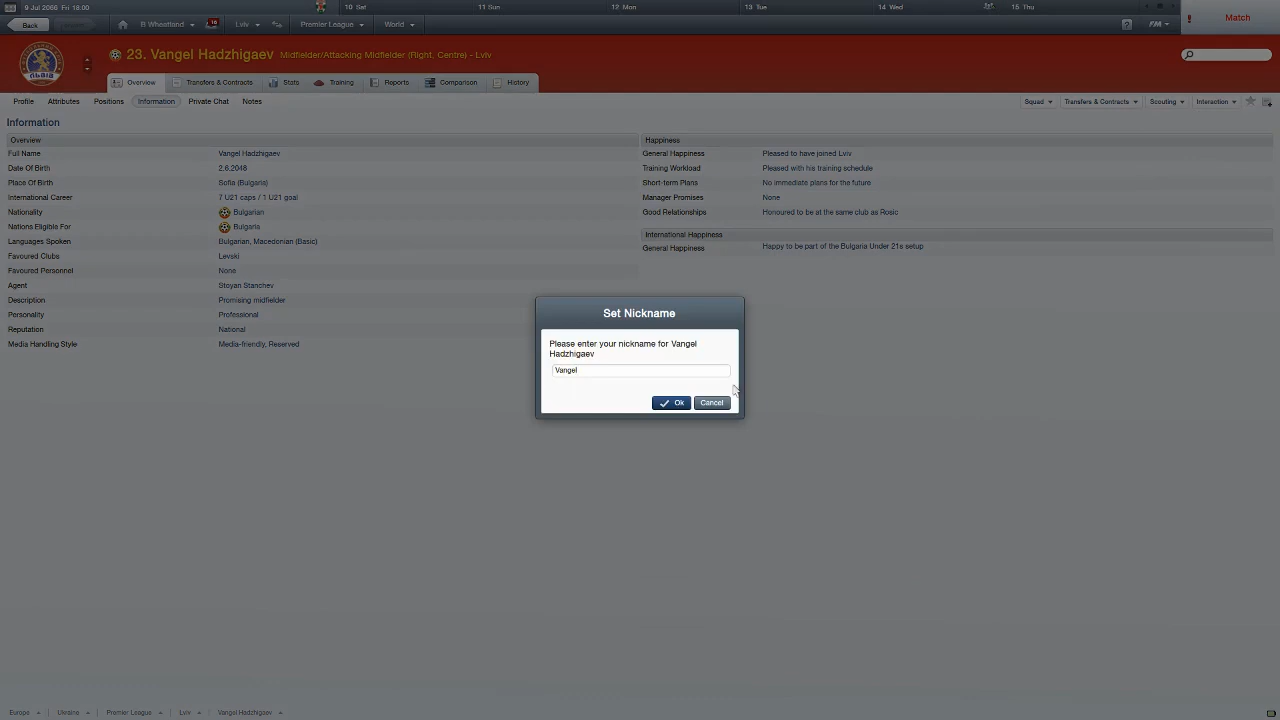 9 Jul 2066 Fri 18:00
10 Sat
11 Sun
12 Mon
13 Tue
14 Wed
15 Thu
Back
16
El Wheatland
Lviv
Premier League
World
FM
Match
23. Vangel Hadzhigaev Midfielder/Attacking Midfielder (Right, Centre) - Lviv
Overview
Transfers & Contracts
Stats
Training
Reports
Comparison
History
Profile
Attributes
Positions
Information
Private Chat
Notes
Squad
Transfers & Contracts
Scouting
Interaction
Information
Overview
Full Name Vangel Hadzhigaev
Date Of Birth 2.6.2048
Place Of Birth Sofia (Bulgaria)
International Career 7 U21 caps / 1 U21 goal
Nationality Bulgarian
Nations Eligible For Bulgaria
Languages Spoken Bulgarian, Macedonian (Basic)
Favoured Clubs Levski
Favoured Personnel None
Agent Stoyan Stanchev
Description Promising midfielder
Personality Professional
Reputation National
Media Handling Style Media-friendly, Reserved
Happiness
General Happiness Pleased to have joined Lviv
Training Workload Pleased with his training schedule
Short-term Plans No immediate plans for the future
Manager Promises None
Good Relationships Honoured to be at the same club as Rosic
International Happiness
General Happiness Happy to be part of the Bulgaria Under 21s setup
Set Nickname
Please enter your nickname for Vangel
Hadzhigaev
Vangel
Ok
Cancel
Europe
Ukraine
Premier League
Lviv
Vangel Hadzhigaev